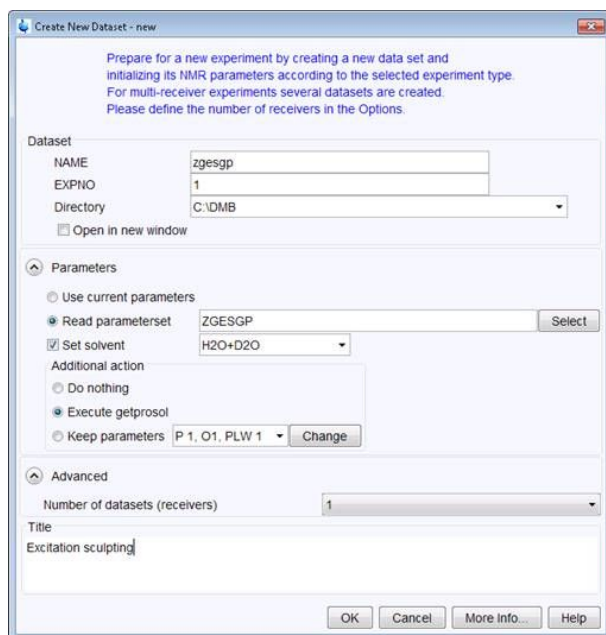 Create New Dataset - new
Prepare for a new experiment by creating a new data set and
initializing its NMR parameters according to the selected experiment type.
For multi-receiver experiments several datasets are created.
Please define the number of receivers in the Options.
Dataset
NAME zgesgp
EXPNO 1
Directory C:\DMB
Open in new window
Parameters
Use current parameters
Read parameterset ZGESGP Select
Set solvent H2O+D2O
Additional action
Do nothing
Execute getprosol
Keep parameters P 1, O1, PLW 1 Change
Advanced
Number of datasets (receivers) 1
Title
Excitation sculpting
OK Cancel More Info... Help